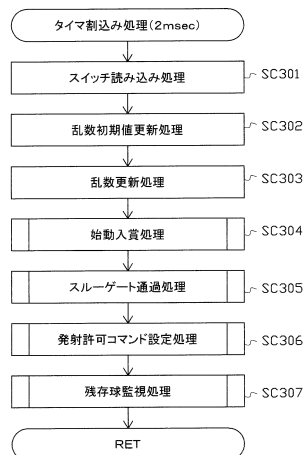 タイマ割込み処理(2msec)
スイッチ読み込み処理
SC301
乱数初期値更新処理
SC302
乱数更新処理
SC303
始動入賞処理
SC304
スルーゲート通過処理
SC305
発射許可コマンド設定処理
SC306
残存球監視処理
SC307
RET